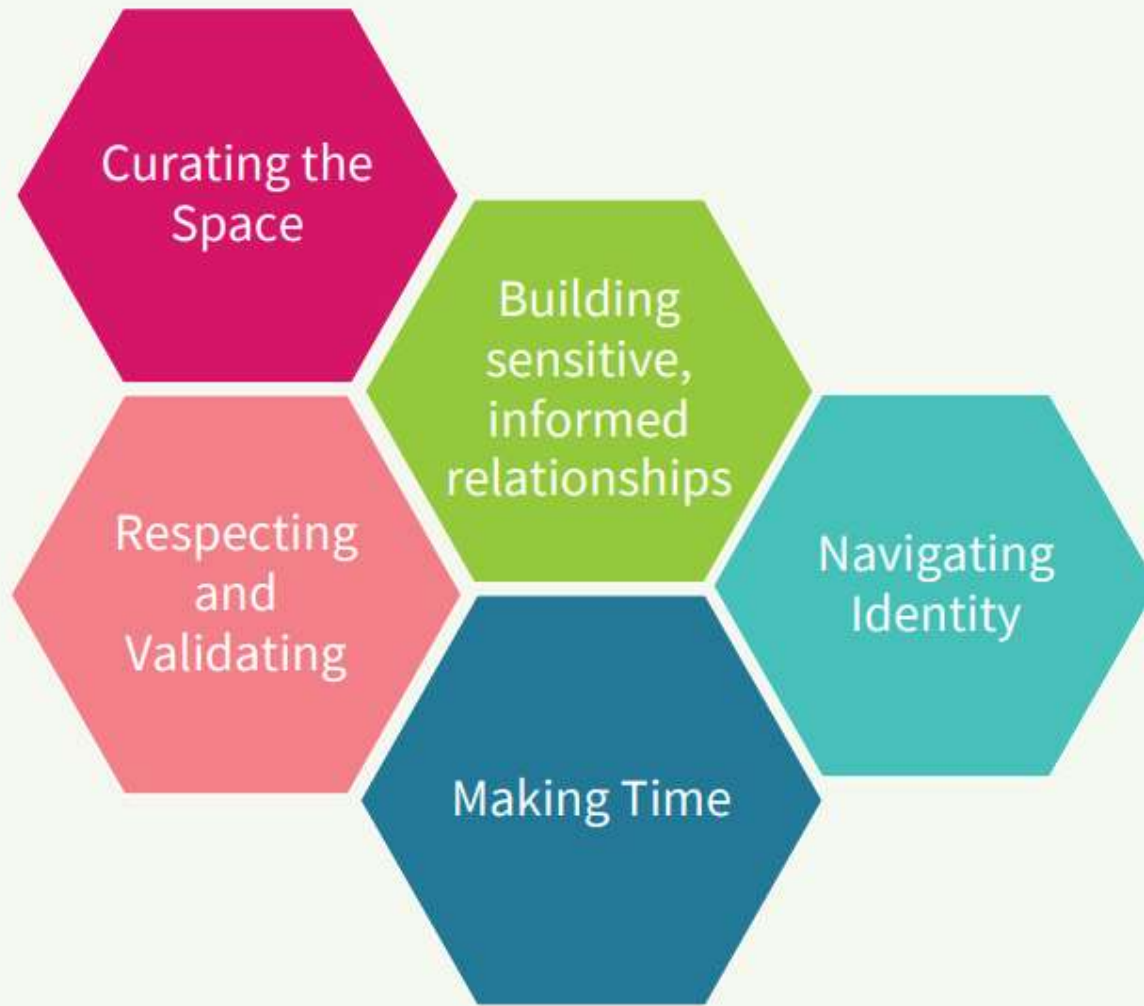 Curating the
Space
Building
sensitive,
informed
relationships
Respecting
and
Validating
Navigating
Identity
Making Time